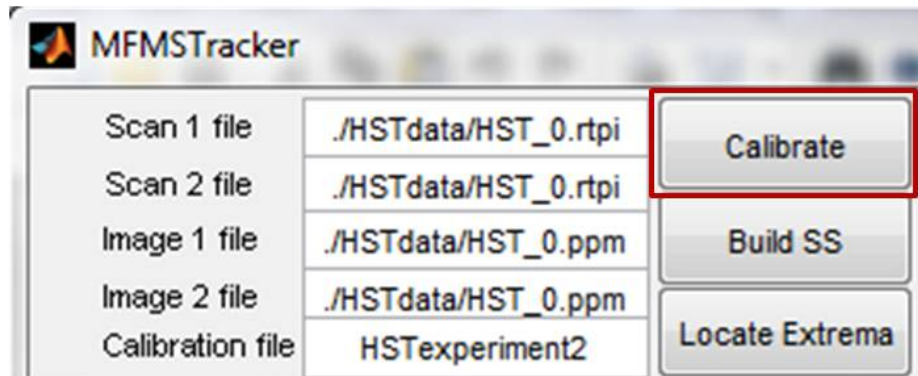 MFMSTracker
Scan 1 file ./HSTdata/HST_0.rtpi Calibrate
Scan 2 file ./HSTdata/HST_0.rtpi
Image 1 file ./HSTdata/HST_0.ppm Build SS
Image 2 file ./HSTdata/HST_0.ppm
Calibration file HSTexperiment2 Locate Extrema